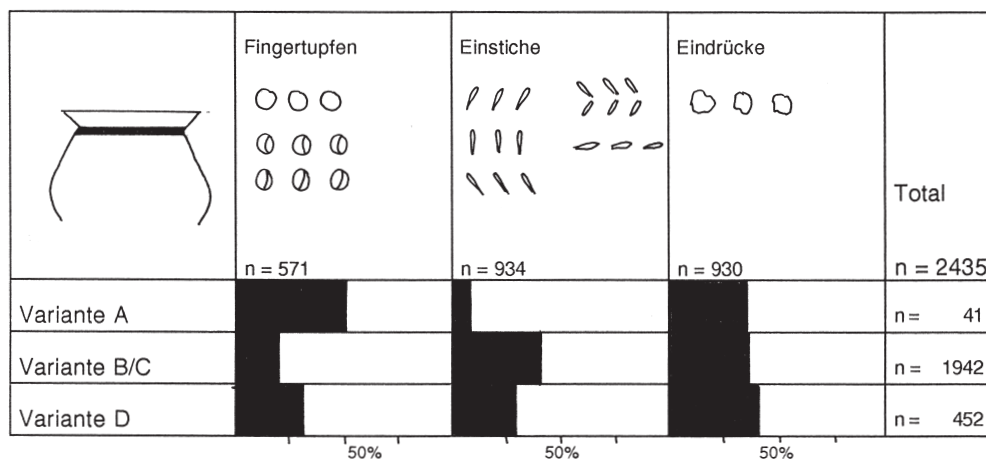 Fingertupfen Einstiche Eindrücke
Total
n = 571 n = 934 n = 930 n = 2435
Variante A n = 41
Variante B/C n = 1942
Variante D n = 452
50% 50% 50%